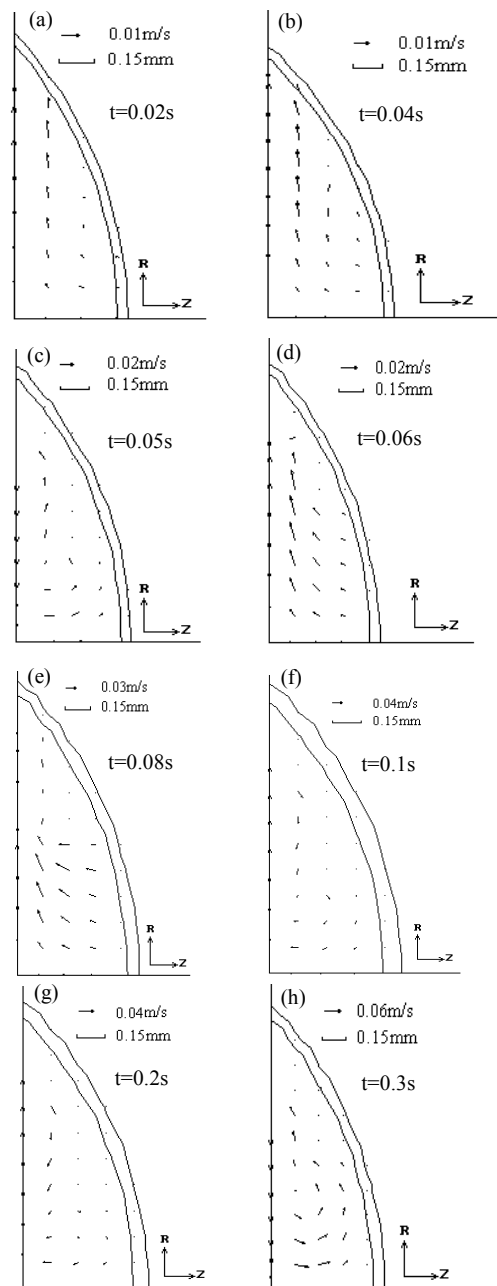 (a)
0.01m/s
0.15mm
t=0.02s
R
Z
(b)
0.01m/s
0.15mm
t=0.04s
R
Z
(c)
0.02m/s
0.15mm
t=0.05s
R
Z
(d)
0.02m/s
0.15mm
t=0.06s
R
Z
(e)
0.03m/s
0.15mm
t=0.08s
R
Z
(f)
0.04m/s
0.15mm
t=0.1s
R
Z
(g)
0.04m/s
0.15mm
t=0.2s
R
Z
(h)
0.06m/s
0.15mm
t=0.3s
R
Z